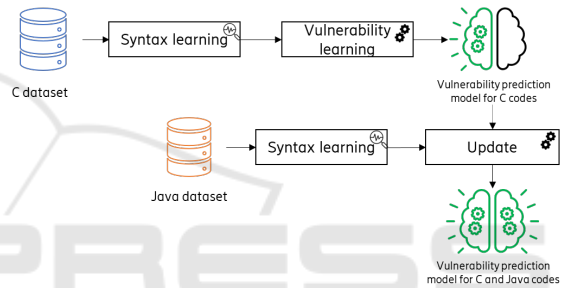 Syntax learning
Vulnerability
learning
C dataset
Vulnerability prediction
model for C codes
Syntax learning
Update
Java dataset
Vulnerability prediction
model for C and Java codes
PRESS